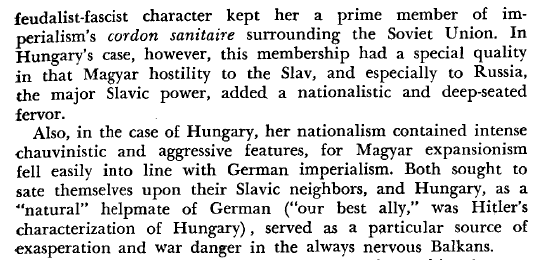 feudalist-fascist character kept her a prime member of im-
perialism's cordon sanitaire surrounding the Soviet Union. In
Hungary's case, however, this membership had a special quality
in that Magyar hostility to the Slav, and especially to Russia,
the major Slavic power, added a nationalistic and deep-seated
fervor.
Also, in the case of Hungary, her nationalism contained intense
chauvinistic and aggressive features, for Magyar expansionism
fell easily into line with German imperialism. Both sought to
sate themselves upon their Slavic neighbors, and Hungary, as a
"natural" helpmate of German ("our best ally," was Hitler's
characterization of Hungary), served as a particular source of
exasperation and war danger in the always nervous Balkans.